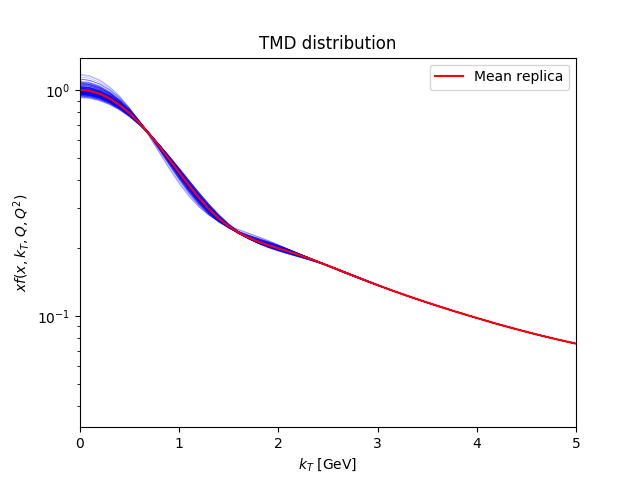 TMD distribution
Mean replica
10⁰
10⁻¹
xf(x, k_T, Q, Q²)
0 1 2 3 4 5
k_T [GeV]